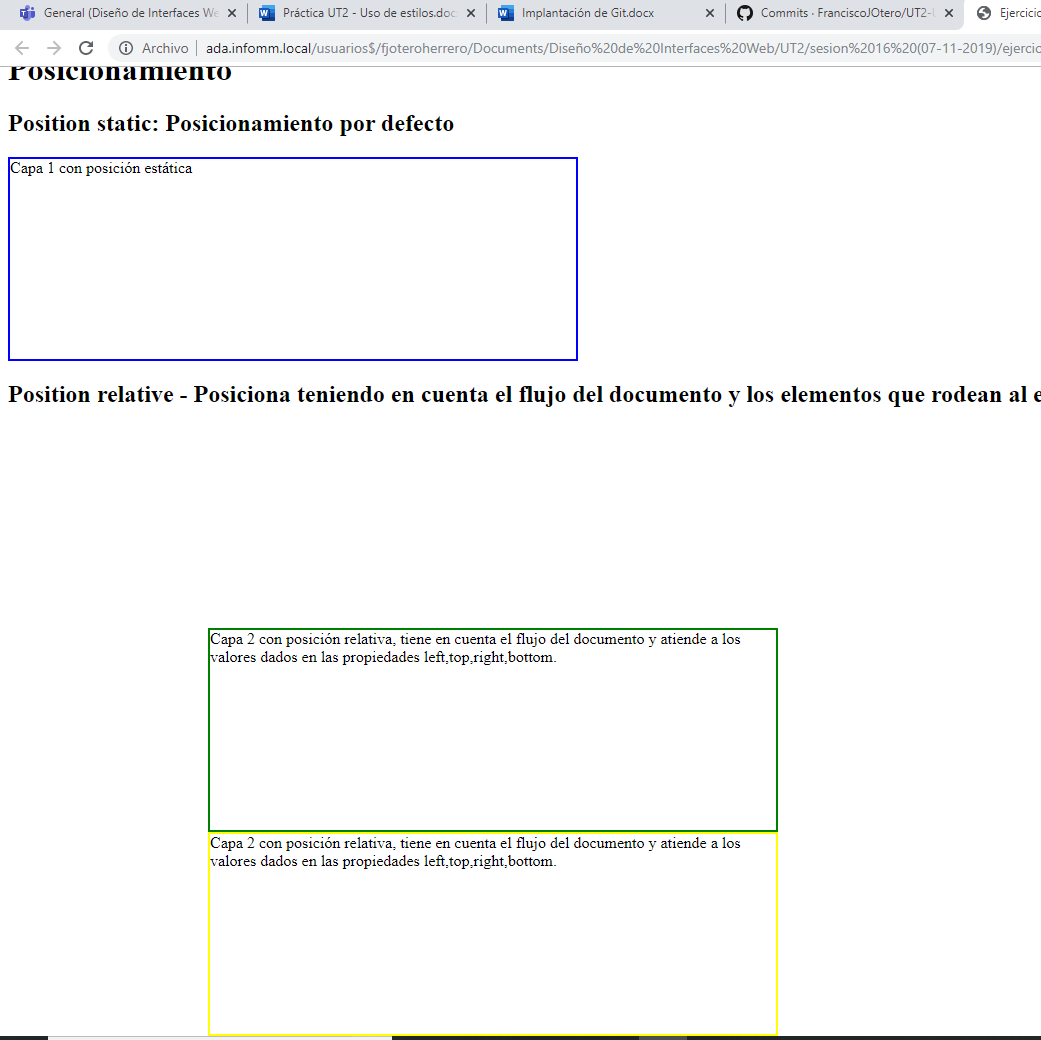 General (Diseño de Interfaces We
Práctica UT2 - Uso de estilos.doc
Implantación de Git.docx
Commits · FranciscoJOtero/UT2-
Ejercicio
Archivo
ada.infomm.local/usuarios$/fjoteroherrero/Documents/Diseño%20de%20Interfaces%20Web/UT2/sesion%2016%20(07-11-2019)/ejercic
Posicionamiento
Position static: Posicionamiento por defecto
Capa 1 con posición estática
Position relative - Posiciona teniendo en cuenta el flujo del documento y los elementos que rodean al e
Capa 2 con posición relativa, tiene en cuenta el flujo del documento y atiende a los
valores dados en las propiedades left,top,right,bottom.
Capa 2 con posición relativa, tiene en cuenta el flujo del documento y atiende a los
valores dados en las propiedades left,top,right,bottom.